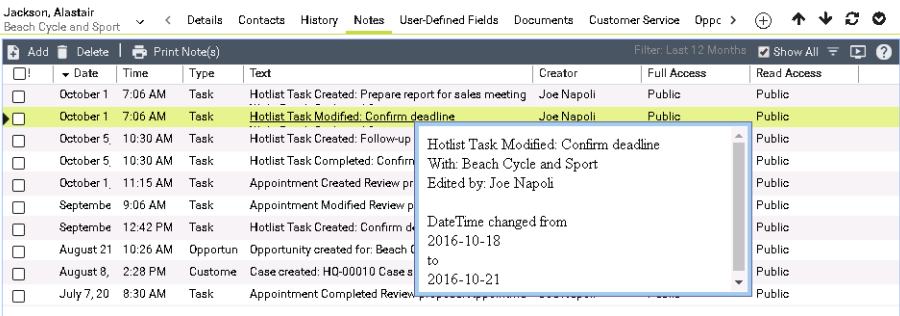 Jackson, Alastair
Beach Cycle and Sport
Details Contacts History Notes User-Defined Fields Documents Customer Service Oppc
Add Delete Print Note(s) Filter: Last 12 Months Show All
! Date Time Type Text Creator Full Access Read Access
October 1 7:06 AM Task Hotlist Task Created: Prepare report for sales meeting Joe Napoli Public Public
October 1 7:06 AM Task Hotlist Task Modified: Confirm deadline Joe Napoli Public Public
October 5, 10:30 AM Task Hotlist Task Created: Follow-up Public
October 5, 10:30 AM Task Hotlist Task Completed: Confirm Public
October 1, 11:15 AM Task Appointment Created Review pr Public
Septembe 9:06 AM Task Appointment Modified Review p Public
Septembe 12:42 PM Task Hotlist Task Created: Confirm de Public
August 21 10:26 AM Opportun Opportunity created for: Beach C Public
August 8, 2:28 PM Custome Case created: HQ-00010 Case s Public
July 7, 20 8:30 AM Task Appointment Completed Review Public
Hotlist Task Modified: Confirm deadline
With: Beach Cycle and Sport
Edited by: Joe Napoli
DateTime changed from
2016-10-18
to
2016-10-21